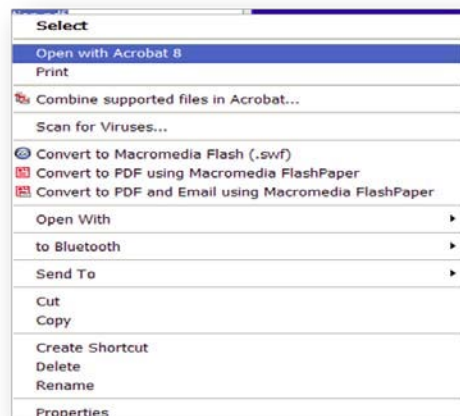 Select
Open with Acrobat 8
Print
Combine supported files in Acrobat...
Scan for Viruses...
Convert to Macromedia Flash (.swf)
Convert to PDF using Macromedia FlashPaper
Convert to PDF and Email using Macromedia FlashPaper
Open With
to Bluetooth
Send To
Cut
Copy
Create Shortcut
Delete
Rename
Properties